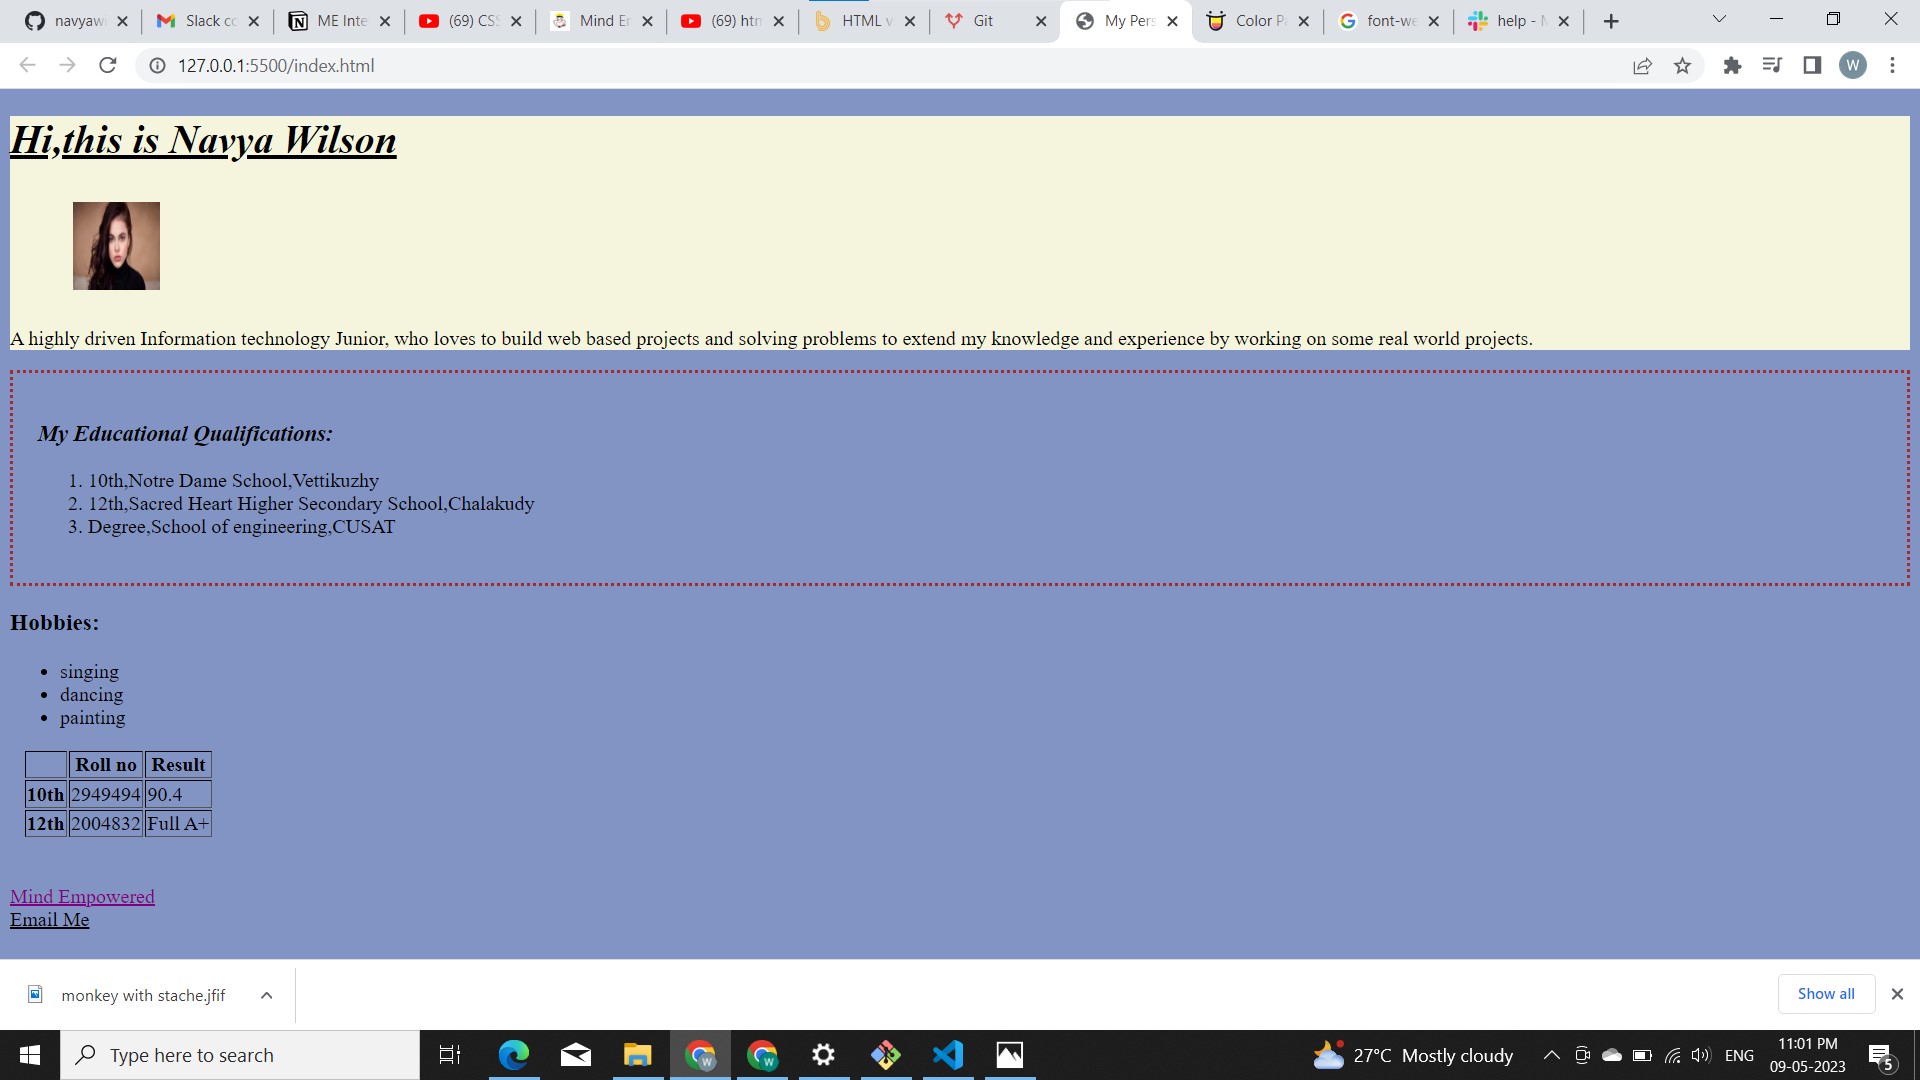 navyaw
Slack co
ME Inte
(69) CSS
Mind Em
(69) htm
HTML v
Git
My Pers
Color Pa
font-we
help - M
127.0.0.1:5500/index.html
W
Hi,this is Navya Wilson
A highly driven Information technology Junior, who loves to build web based projects and solving problems to extend my knowledge and experience by working on some real world projects.
My Educational Qualifications:
1. 10th,Notre Dame School,Vettikuzhy
2. 12th,Sacred Heart Higher Secondary School,Chalakudy
3. Degree,School of engineering,CUSAT
Hobbies:
• singing
• dancing
• painting
Roll no Result
10th 2949494 90.4
12th 2004832 Full A+
Mind Empowered
Email Me
monkey with stache.jfif
Show all
Type here to search
27°C Mostly cloudy
ENG
11:01 PM
09-05-2023
5